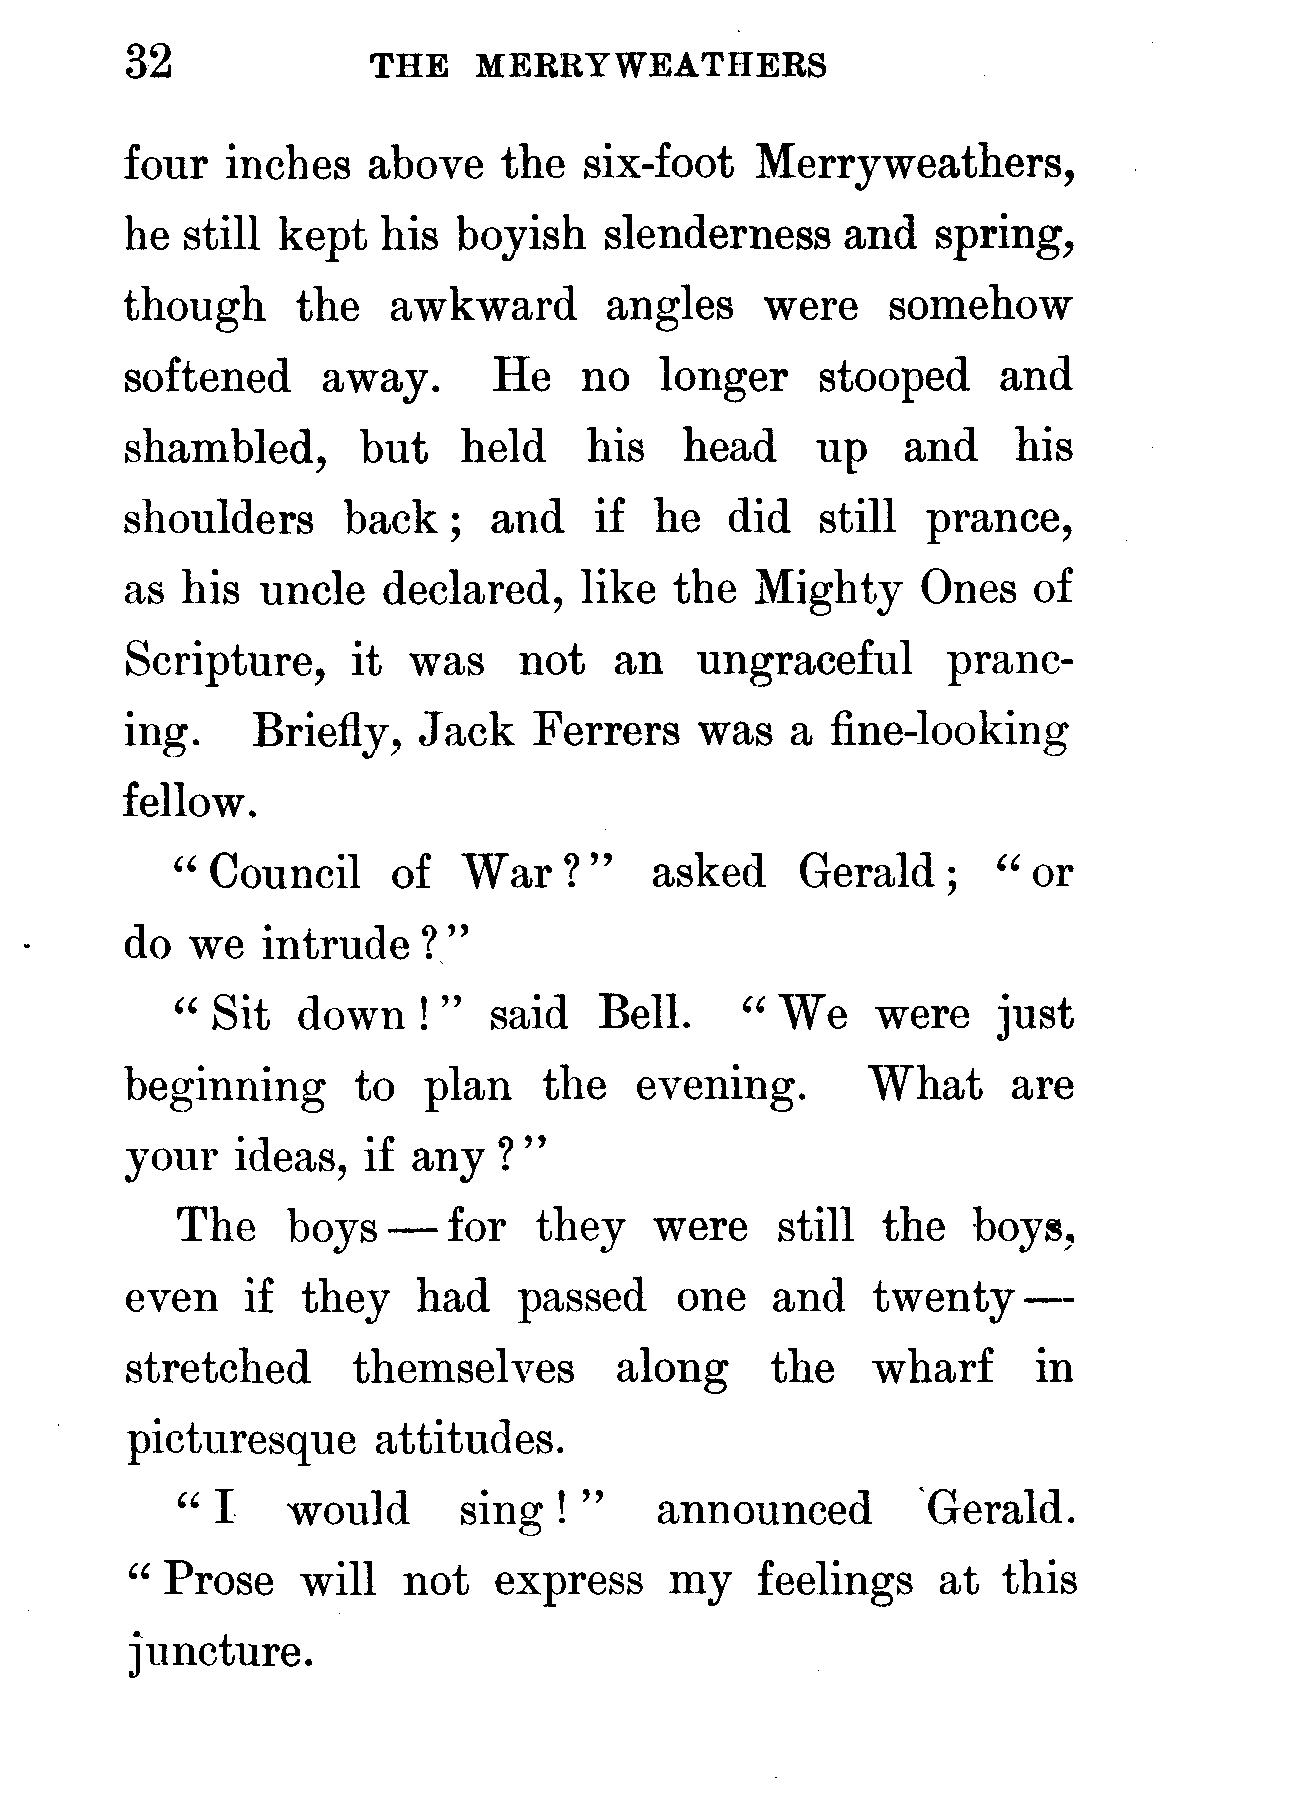 32 THE MERRYWEATHERS
four inches above the six-foot Merryweathers,
he still kept his boyish slenderness and spring,
though the awkward angles were somehow
softened away. He no longer stooped and
shambled, but held his head up and his
shoulders back; and if he did still prance,
as his uncle declared, like the Mighty Ones of
Scripture, it was not an ungraceful pranc-
ing. Briefly, Jack Ferrers was a fine-looking
fellow.
"Council of War?" asked Gerald; "or
do we intrude?"
"Sit down!" said Bell. "We were just
beginning to plan the evening. What are
your ideas, if any?"
The boys — for they were still the boys,
even if they had passed one and twenty —
stretched themselves along the wharf in
picturesque attitudes.
"I would sing!" announced Gerald.
"Prose will not express my feelings at this
juncture.